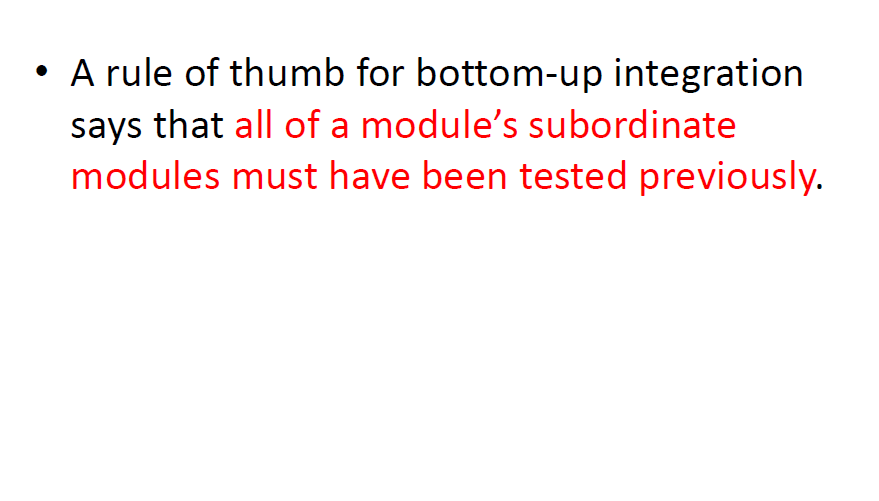 • A rule of thumb for bottom-up integration
says that all of a module’s subordinate
modules must have been tested previously.